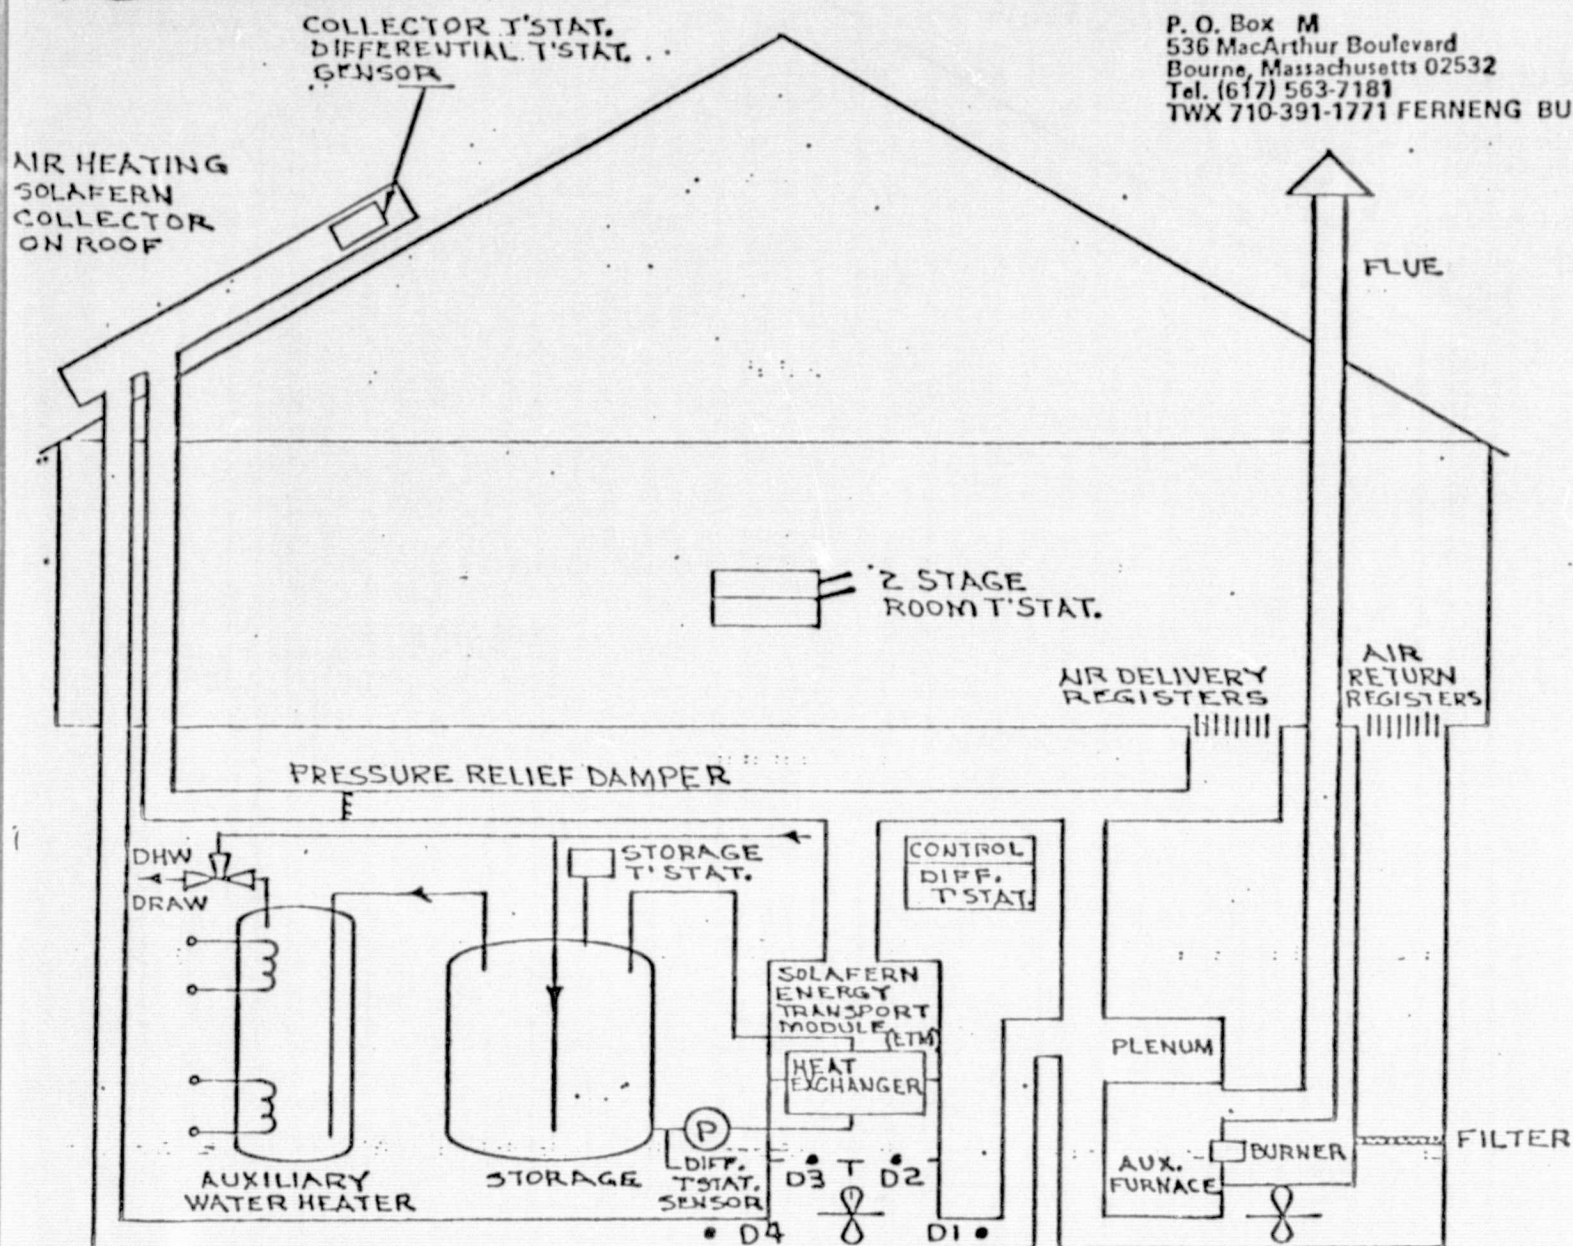 COLLECTOR T'STAT.
DIFFERENTIAL T'STAT.
SENSOR
P. O. Box M
536 MacArthur Boulevard
Bourne, Massachusetts 02532
Tel. (617) 563-7181
TWX 710-391-1771 FERNENG BU
AIR HEATING
SOLAFERN
COLLECTOR
ON ROOF
FLUE
2 STAGE
ROOM T'STAT.
AIR DELIVERY
REGISTERS
AIR
RETURN
REGISTERS
PRESSURE RELIEF DAMPER
DHW
DRAW
STORAGE
T'STAT.
CONTROL
DIFF.
T'STAT.
SOLAFERN
ENERGY
TRANSPORT
MODULE
(ETM)
HEAT
EXCHANGER
PLENUM
P
DIFF.
T'STAT.
SENSOR
D3
D2
AUX.
FURNACE
BURNER
FILTER
AUXILIARY
WATER HEATER
STORAGE
D4
D1